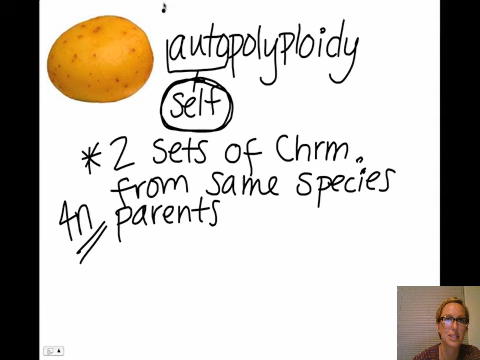 autopolyploidy
self
* 2 sets of Chrm.
from same species
4n parents